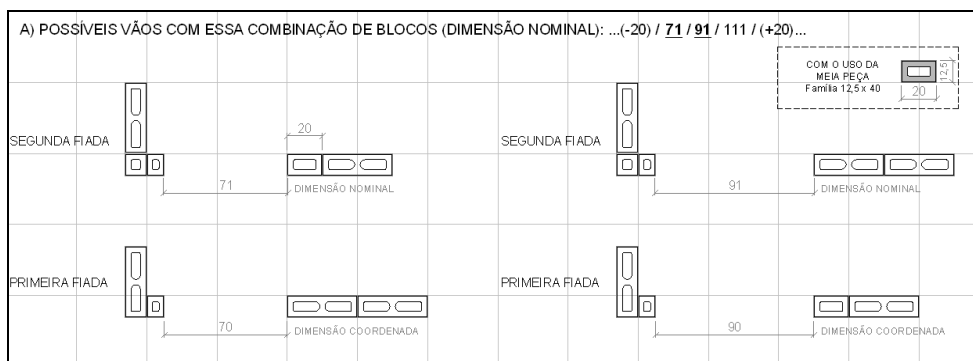 A) POSSÍVEIS VÃOS COM ESSA COMBINAÇÃO DE BLOCOS (DIMENSÃO NOMINAL): ...(-20) / 71 / 91 / 111 / (+20)...
COM O USO DA
MEIA PEÇA
Família 12,5 x 40
12,5
20
SEGUNDA FIADA
20
71
DIMENSÃO NOMINAL
SEGUNDA FIADA
91
DIMENSÃO NOMINAL
PRIMEIRA FIADA
70
DIMENSÃO COORDENADA
PRIMEIRA FIADA
90
DIMENSÃO COORDENADA